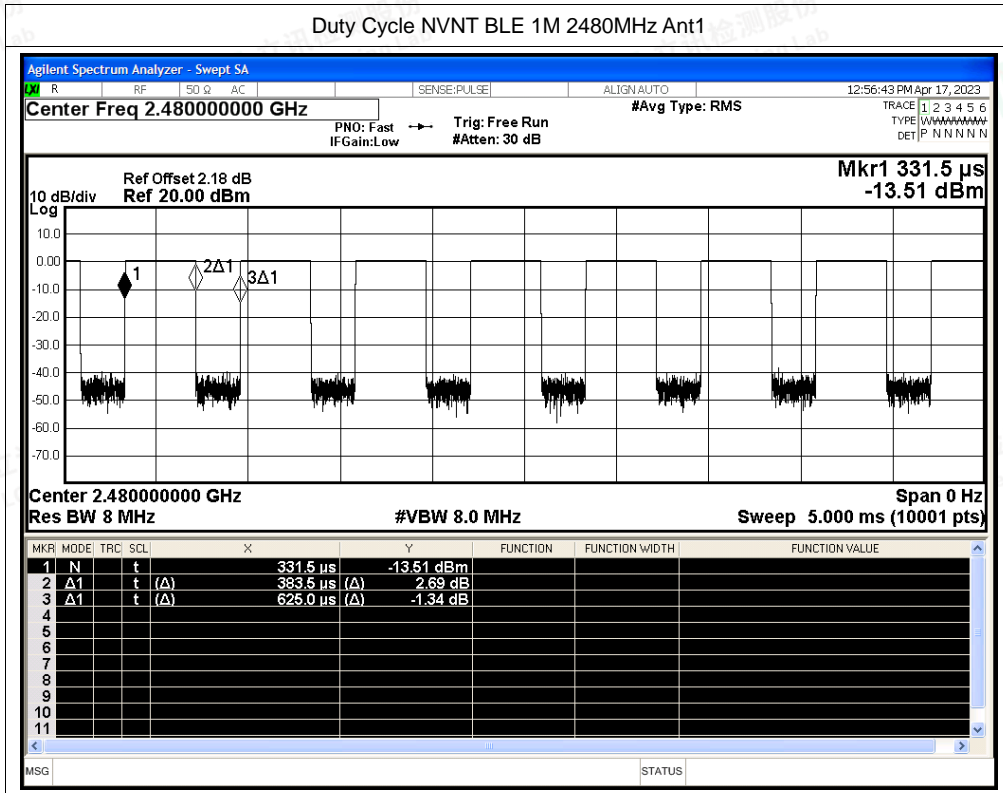 Duty Cycle NVNT BLE 1M 2480MHz Ant1
Agilent Spectrum Analyzer - Swept SA
LXI R RF 50 Ω AC SENSE:PULSE ALIGN AUTO 12:56:43 PM Apr 17, 2023
Center Freq 2.480000000 GHz #Avg Type: RMS TRACE 1 2 3 4 5 6
PNO: Fast Trig: Free Run TYPE WWWWWW
IFGain:Low #Atten: 30 dB DET P N N N N N
Mkr1 331.5 µs
Ref Offset 2.18 dB
10 dB/div Ref 20.00 dBm -13.51 dBm
Log
10.0
0.00
1 2Δ1 3Δ1
-10.0
-20.0
-30.0
-40.0
-50.0
-60.0
-70.0
Center 2.480000000 GHz Span 0 Hz
Res BW 8 MHz #VBW 8.0 MHz Sweep 5.000 ms (10001 pts)
MKR MODE TRC SCL X Y FUNCTION FUNCTION WIDTH FUNCTION VALUE
1 N t 331.5 µs -13.51 dBm
2 Δ1 t (Δ) 383.5 µs (Δ) 2.69 dB
3 Δ1 t (Δ) 625.0 µs (Δ) -1.34 dB
4
5
6
7
8
9
10
11
MSG STATUS